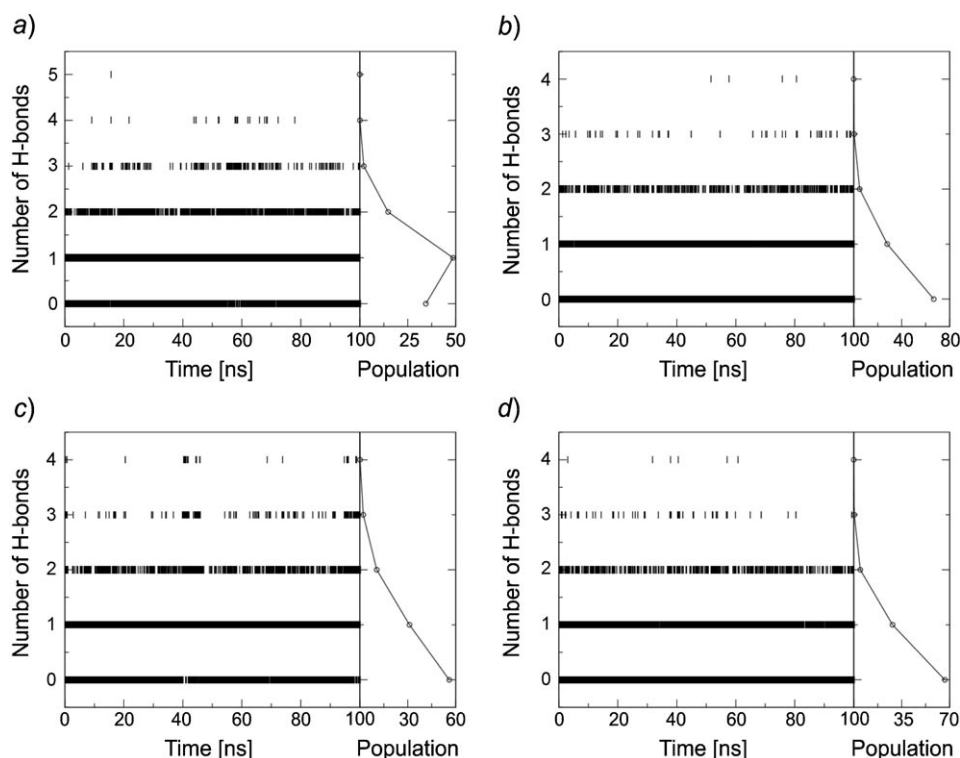 a)
5
4
3
2
1
0
Number of H-bonds
0 20 40 60 80 100 25 50
Time [ns] Population
b)
4
3
2
1
0
Number of H-bonds
0 20 40 60 80 100 40 80
Time [ns] Population
c)
4
3
2
1
0
Number of H-bonds
0 20 40 60 80 100 30 60
Time [ns] Population
d)
4
3
2
1
0
Number of H-bonds
0 20 40 60 80 100 35 70
Time [ns] Population